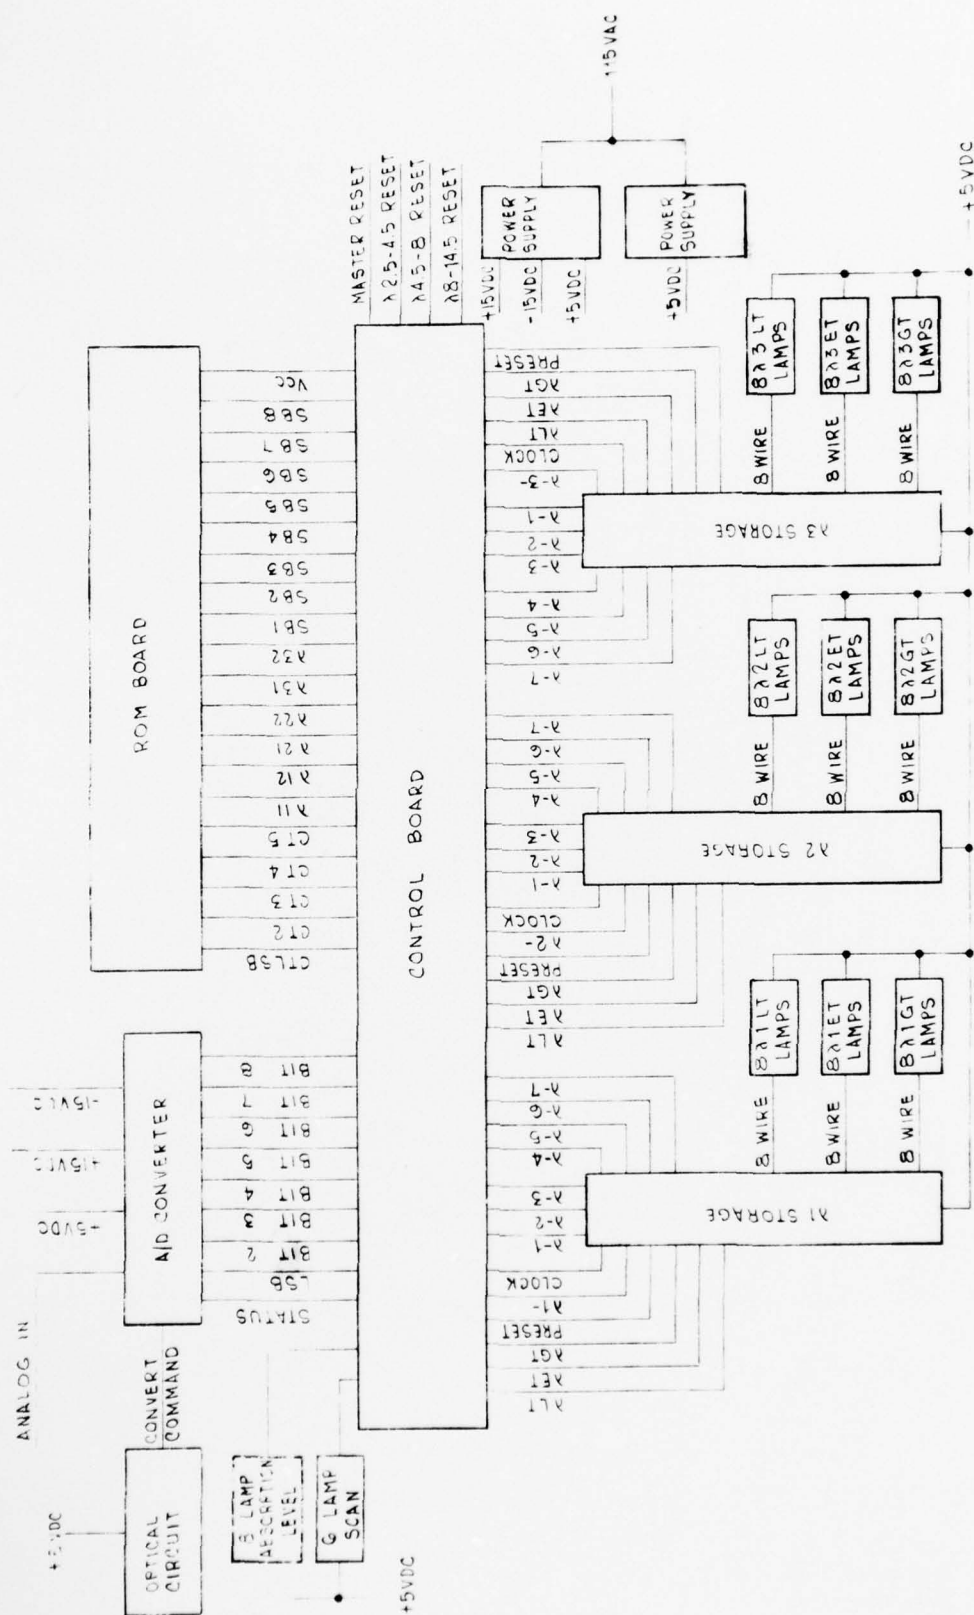 +5VDC
OPTICAL
CIRCUIT
CONVERT
COMMAND
ANALOG IN
+5VDC
+15VDC
-15VDC
A/D CONVERTER
STATUS
LSB
BIT 2
BIT 3
BIT 4
BIT 5
BIT 6
BIT 7
BIT 8
ROM BOARD
CTLSB
CT2
CT3
CT4
CT5
λ11
λ12
λ21
λ22
λ31
λ32
SB1
SB2
SB3
SB4
SB5
SB6
SB7
SB8
Vcc
8 LAMP
ABSORPTION
LEVEL
6 LAMP
SCAN
+5VDC
CONTROL BOARD
MASTER RESET
λ2.5-4.5 RESET
λ4.5-8 RESET
λ8-14.5 RESET
+15VDC
-15VDC
+5VDC
POWER
SUPPLY
+5VDC
POWER
SUPPLY
115VAC
λLT
λET
λGT
PRESET
λ1-
CLOCK
λ-1
λ-2
λ-3
λ-4
λ-5
λ-6
λ-7
λLT
λET
λGT
PRESET
λ2-
CLOCK
λ-1
λ-2
λ-3
λ-4
λ-5
λ-6
λ-7
λ-7
λ-6
λ-5
λ-4
λ-3
λ-2
λ-1
λ-3-
CLOCK
λLT
λET
λGT
PRESET
λ1 STORAGE
8 WIRE
8 WIRE
8 WIRE
8λ1LT
LAMPS
8λ1ET
LAMPS
8λ1GT
LAMPS
λ2 STORAGE
8 WIRE
8 WIRE
8 WIRE
8λ2LT
LAMPS
8λ2ET
LAMPS
8λ2GT
LAMPS
λ3 STORAGE
8 WIRE
8 WIRE
8 WIRE
8λ3LT
LAMPS
8λ3ET
LAMPS
8λ3GT
LAMPS
+5VDC